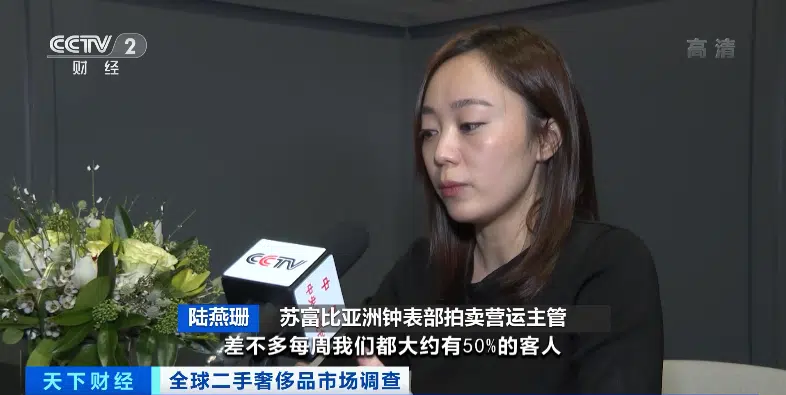 CCTV 2
财经
高清
CCTV
中央
陆燕珊 苏富比亚洲钟表部拍卖营运主管
差不多每周我们都大约有50%的客人
天下财经 全球二手奢侈品市场调查